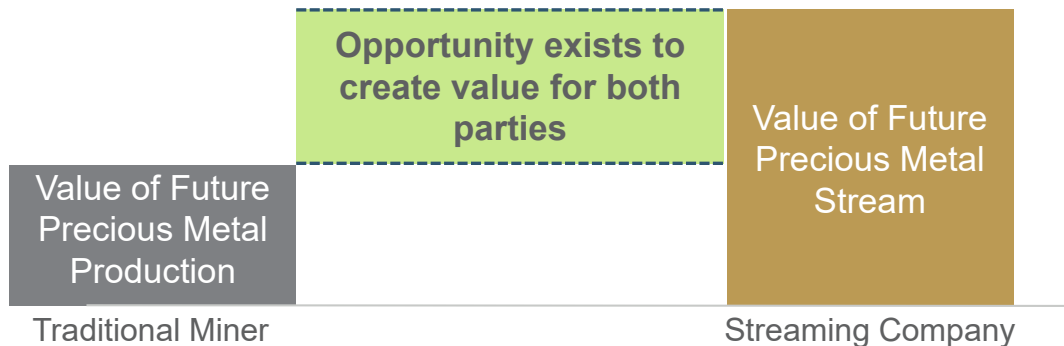 Opportunity exists to
create value for both
parties
Value of Future
Precious Metal
Stream
Value of Future
Precious Metal
Production
Traditional Miner
Streaming Company